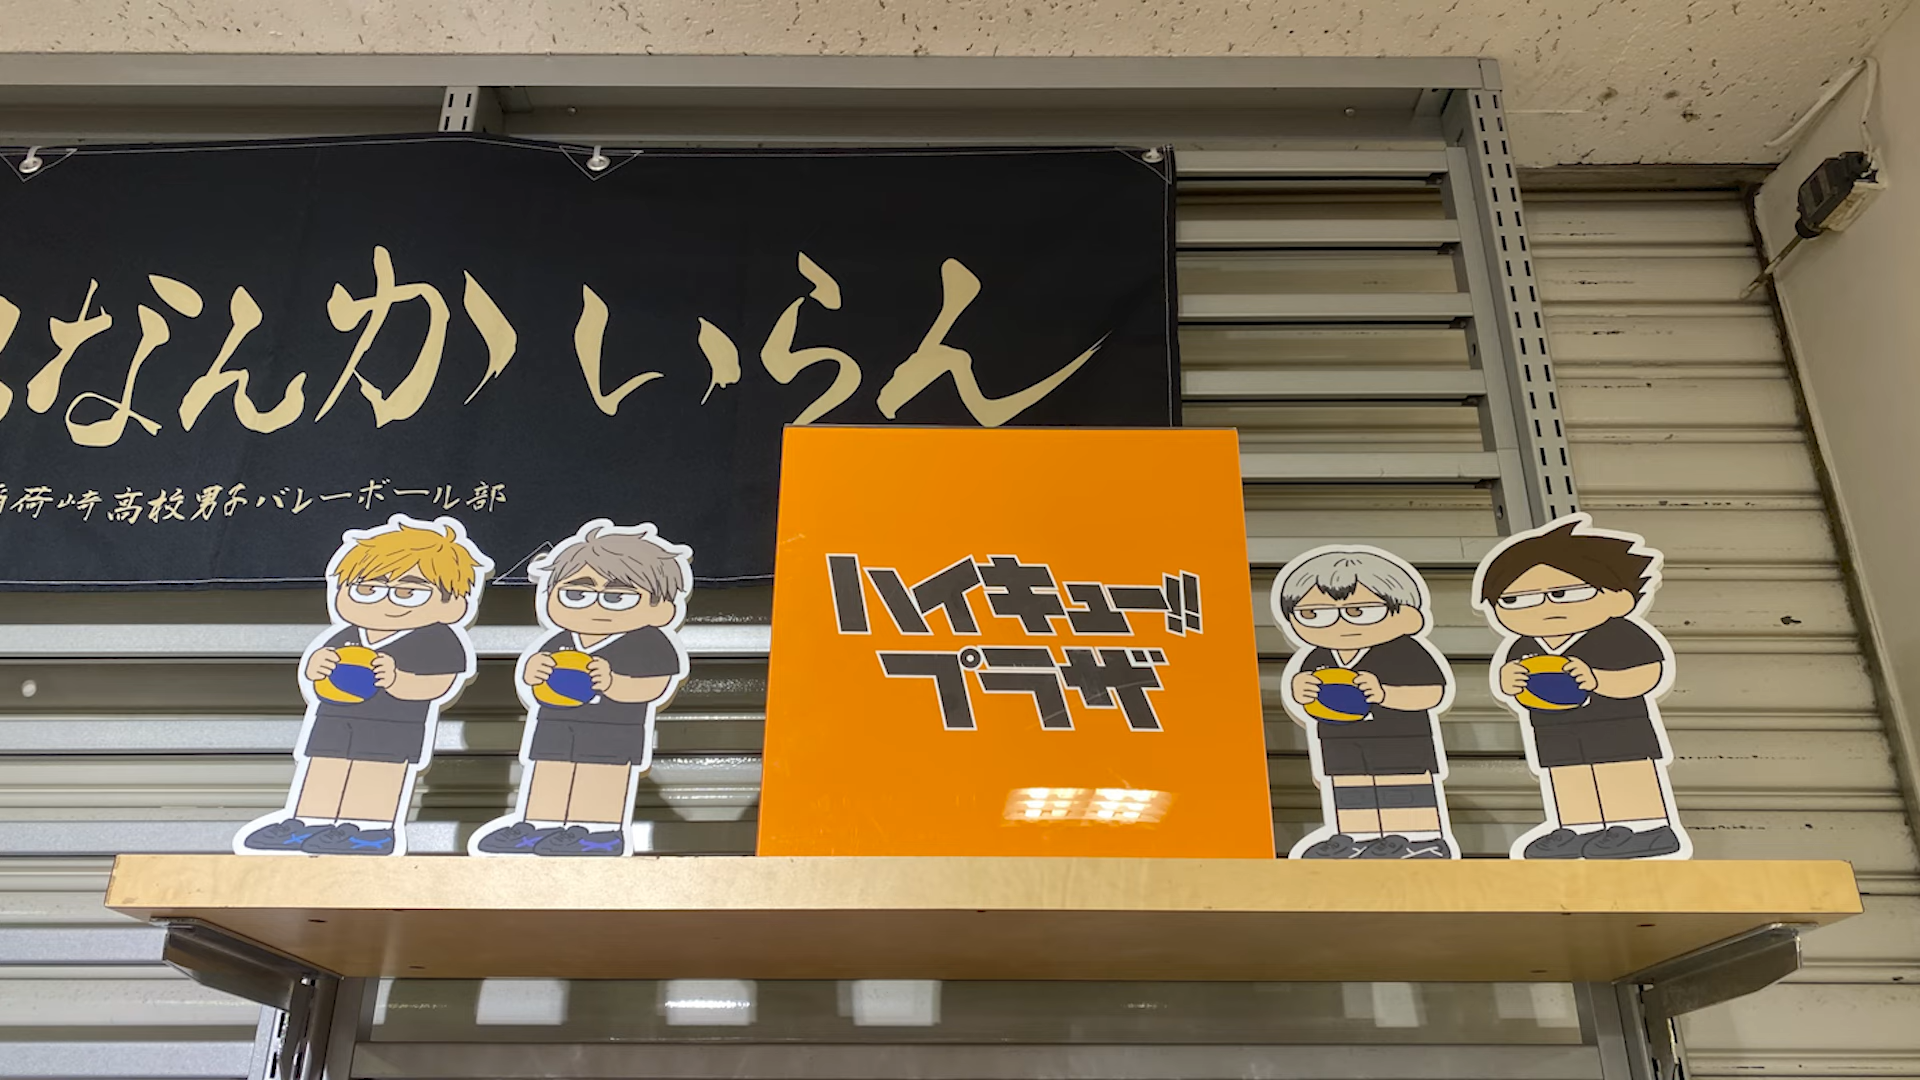 なんかいらん
荷崎高校男子バレーボール部
ハイキュー!!
プラザ